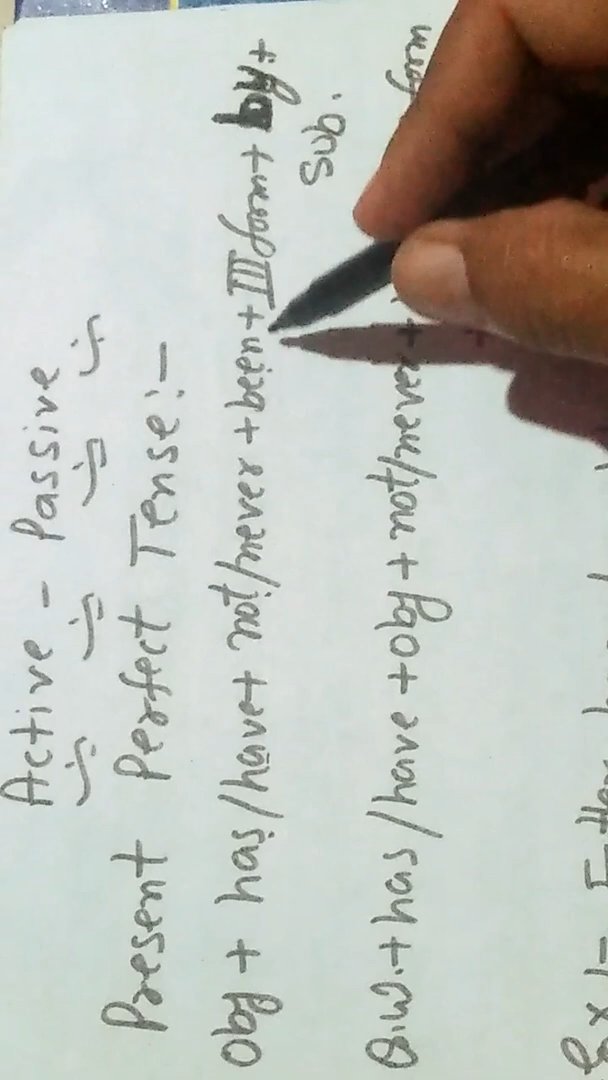 Active - Passive
Present Perfect Tense:-
Obj + has/have + not/never + been + III form + by +
sub.
Q.w + has/have + obj + not/never + form
Ex:-